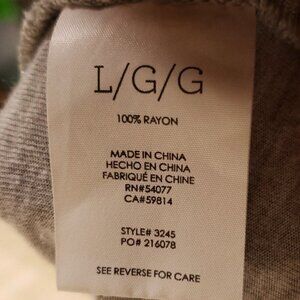 L/G/G
100% RAYON
MADE IN CHINA
HECHO EN CHINA
FABRIQUÉ EN CHINE
RN#54077
CA#59814
STYLE# 3245
PO# 216078
SEE REVERSE FOR CARE